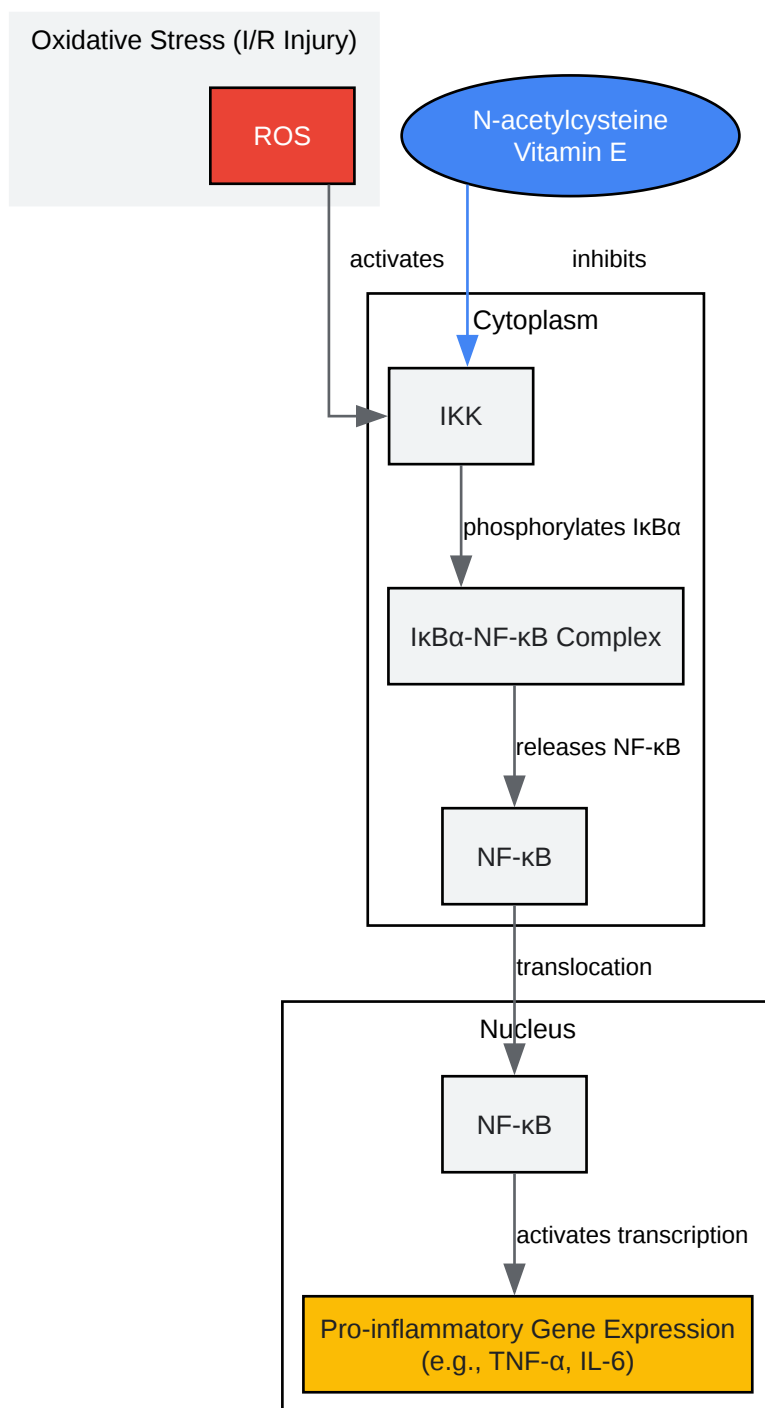 Oxidative Stress (I/R Injury)
ROS
N-acetylcysteine
Vitamin E
activates
inhibits
Cytoplasm
IKK
phosphorylates IκBα
IκBα-NF-κB Complex
releases NF-κB
NF-κB
translocation
Nucleus
NF-κB
activates transcription
Pro-inflammatory Gene Expression
(e.g., TNF-α, IL-6)